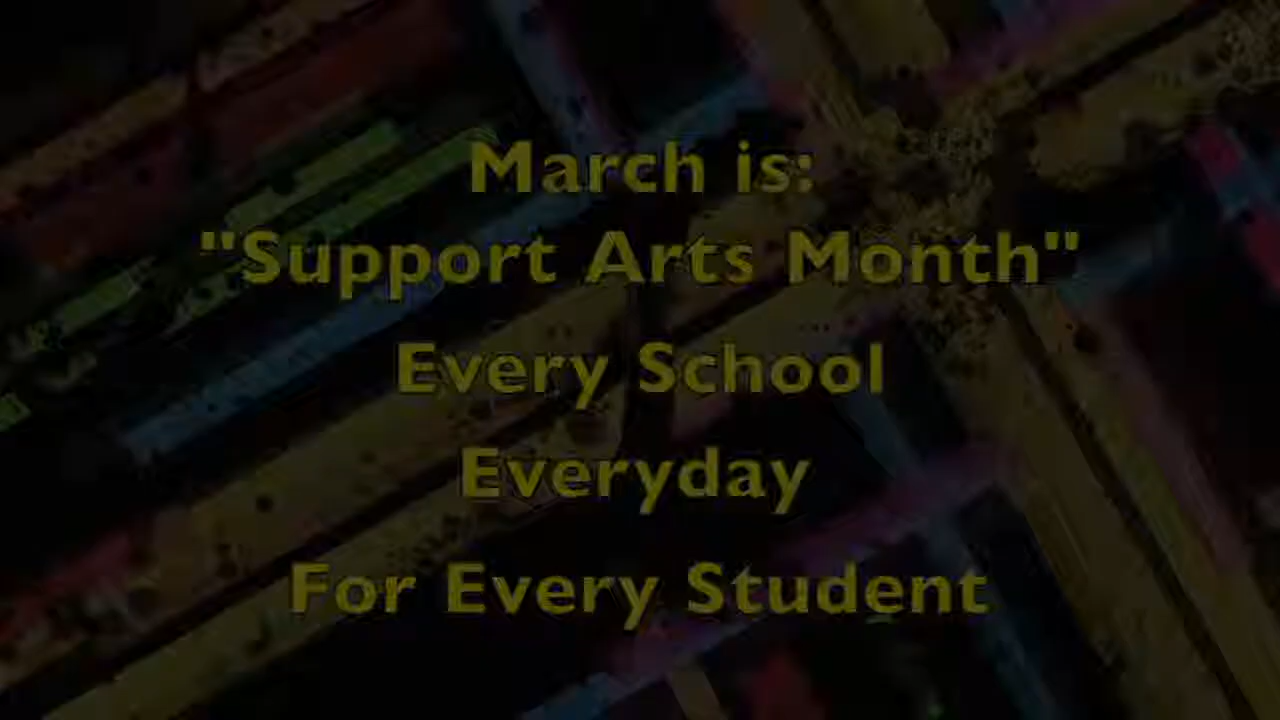 March is:
"Support Arts Month"
Every School
Everyday
For Every Student